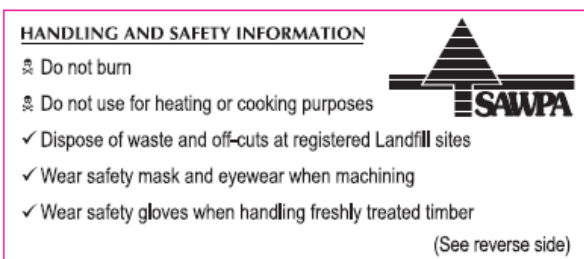 HANDLING AND SAFETY INFORMATION
☠ Do not burn
☠ Do not use for heating or cooking purposes
✓ Dispose of waste and off-cuts at registered Landfill sites
✓ Wear safety mask and eyewear when machining
✓ Wear safety gloves when handling freshly treated timber
(See reverse side)
SAWPA